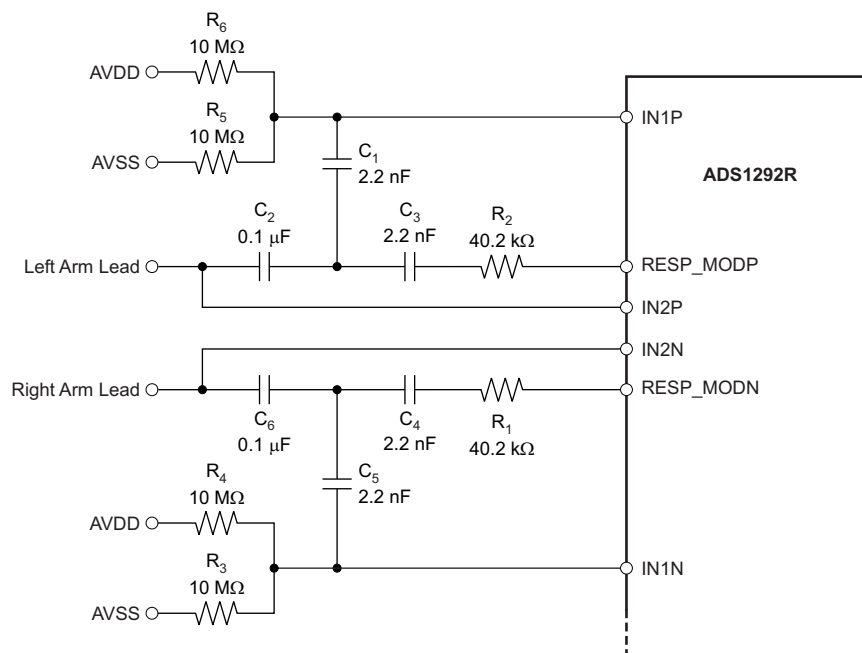 R6
10 MΩ
AVDD
R5
10 MΩ
AVSS
IN1P
C1
2.2 nF
ADS1292R
C2
0.1 μF
C3
2.2 nF
R2
40.2 kΩ
Left Arm Lead
RESP_MODP
IN2P
IN2N
Right Arm Lead
RESP_MODN
C6
0.1 μF
C4
2.2 nF
R1
40.2 kΩ
R4
10 MΩ
C5
2.2 nF
AVDD
R3
10 MΩ
AVSS
IN1N